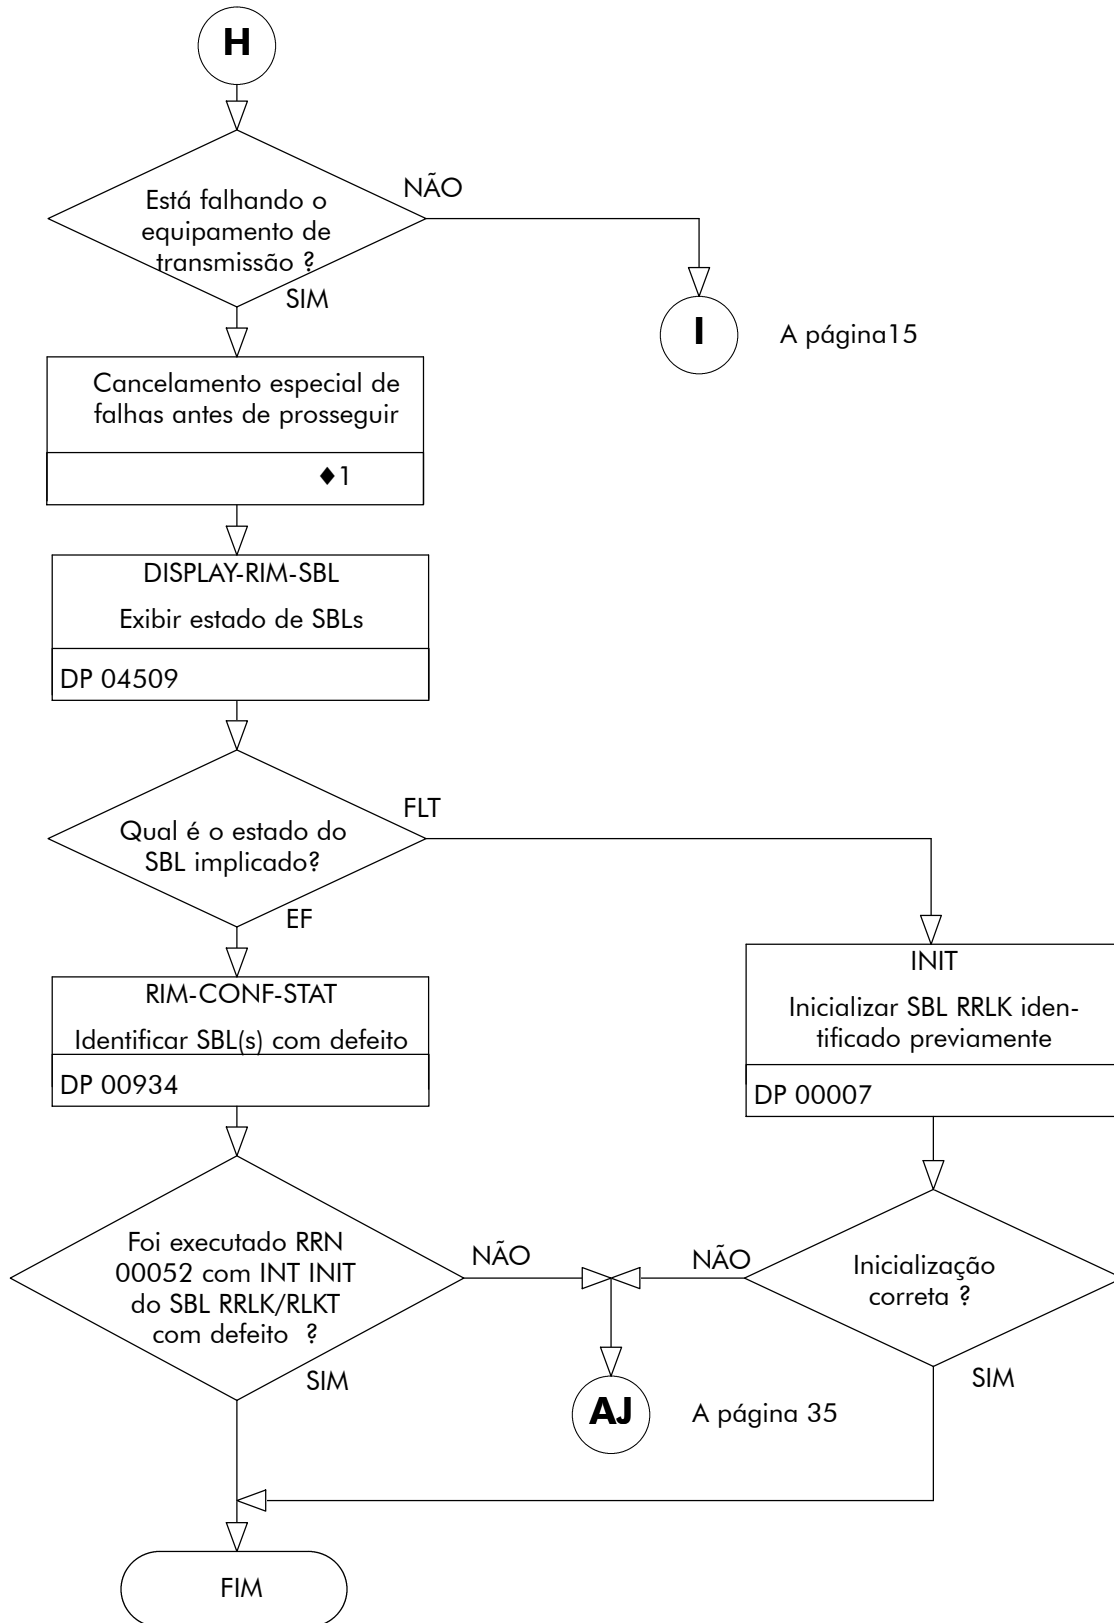 H
Está falhando o
equipamento de
transmissão ?
NÃO
SIM
I
A página15
Cancelamento especial de
falhas antes de prosseguir
♦1
DISPLAY-RIM-SBL
Exibir estado de SBLs
DP 04509
Qual é o estado do
SBL implicado?
FLT
EF
RIM-CONF-STAT
Identificar SBL(s) com defeito
DP 00934
INIT
Inicializar SBL RRLK iden-
tificado previamente
DP 00007
Foi executado RRN
00052 com INT INIT
do SBL RRLK/RLKT
com defeito ?
NÃO
SIM
NÃO
Inicialização
correta ?
SIM
AJ
A página 35
FIM